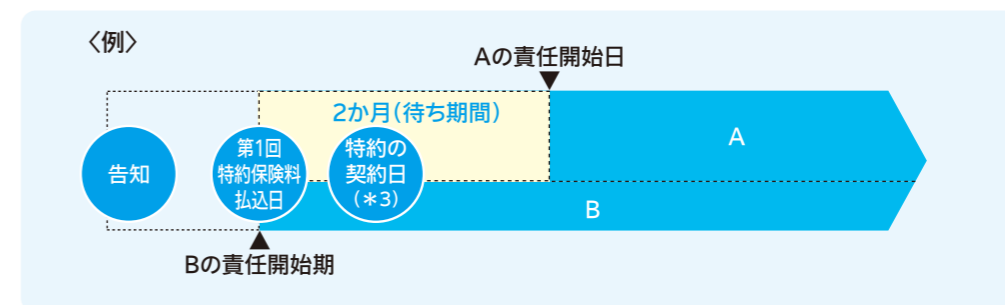 〈例〉
Aの責任開始日
2か月(待ち期間)
A
告知
第1回
特約保険料
払込日
特約の
契約日
(*3)
B
Bの責任開始期